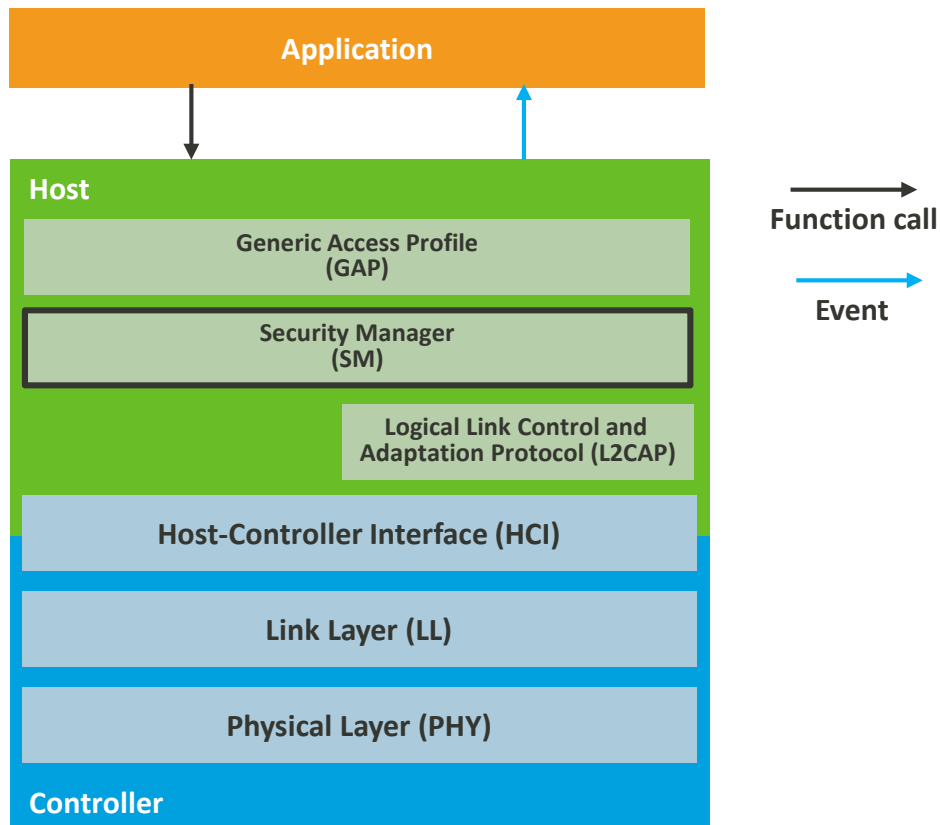 Application
Host
Function call
Generic Access Profile
(GAP)
Event
Security Manager
(SM)
Logical Link Control and
Adaptation Protocol (L2CAP)
Host-Controller Interface (HCI)
Link Layer (LL)
Physical Layer (PHY)
Controller